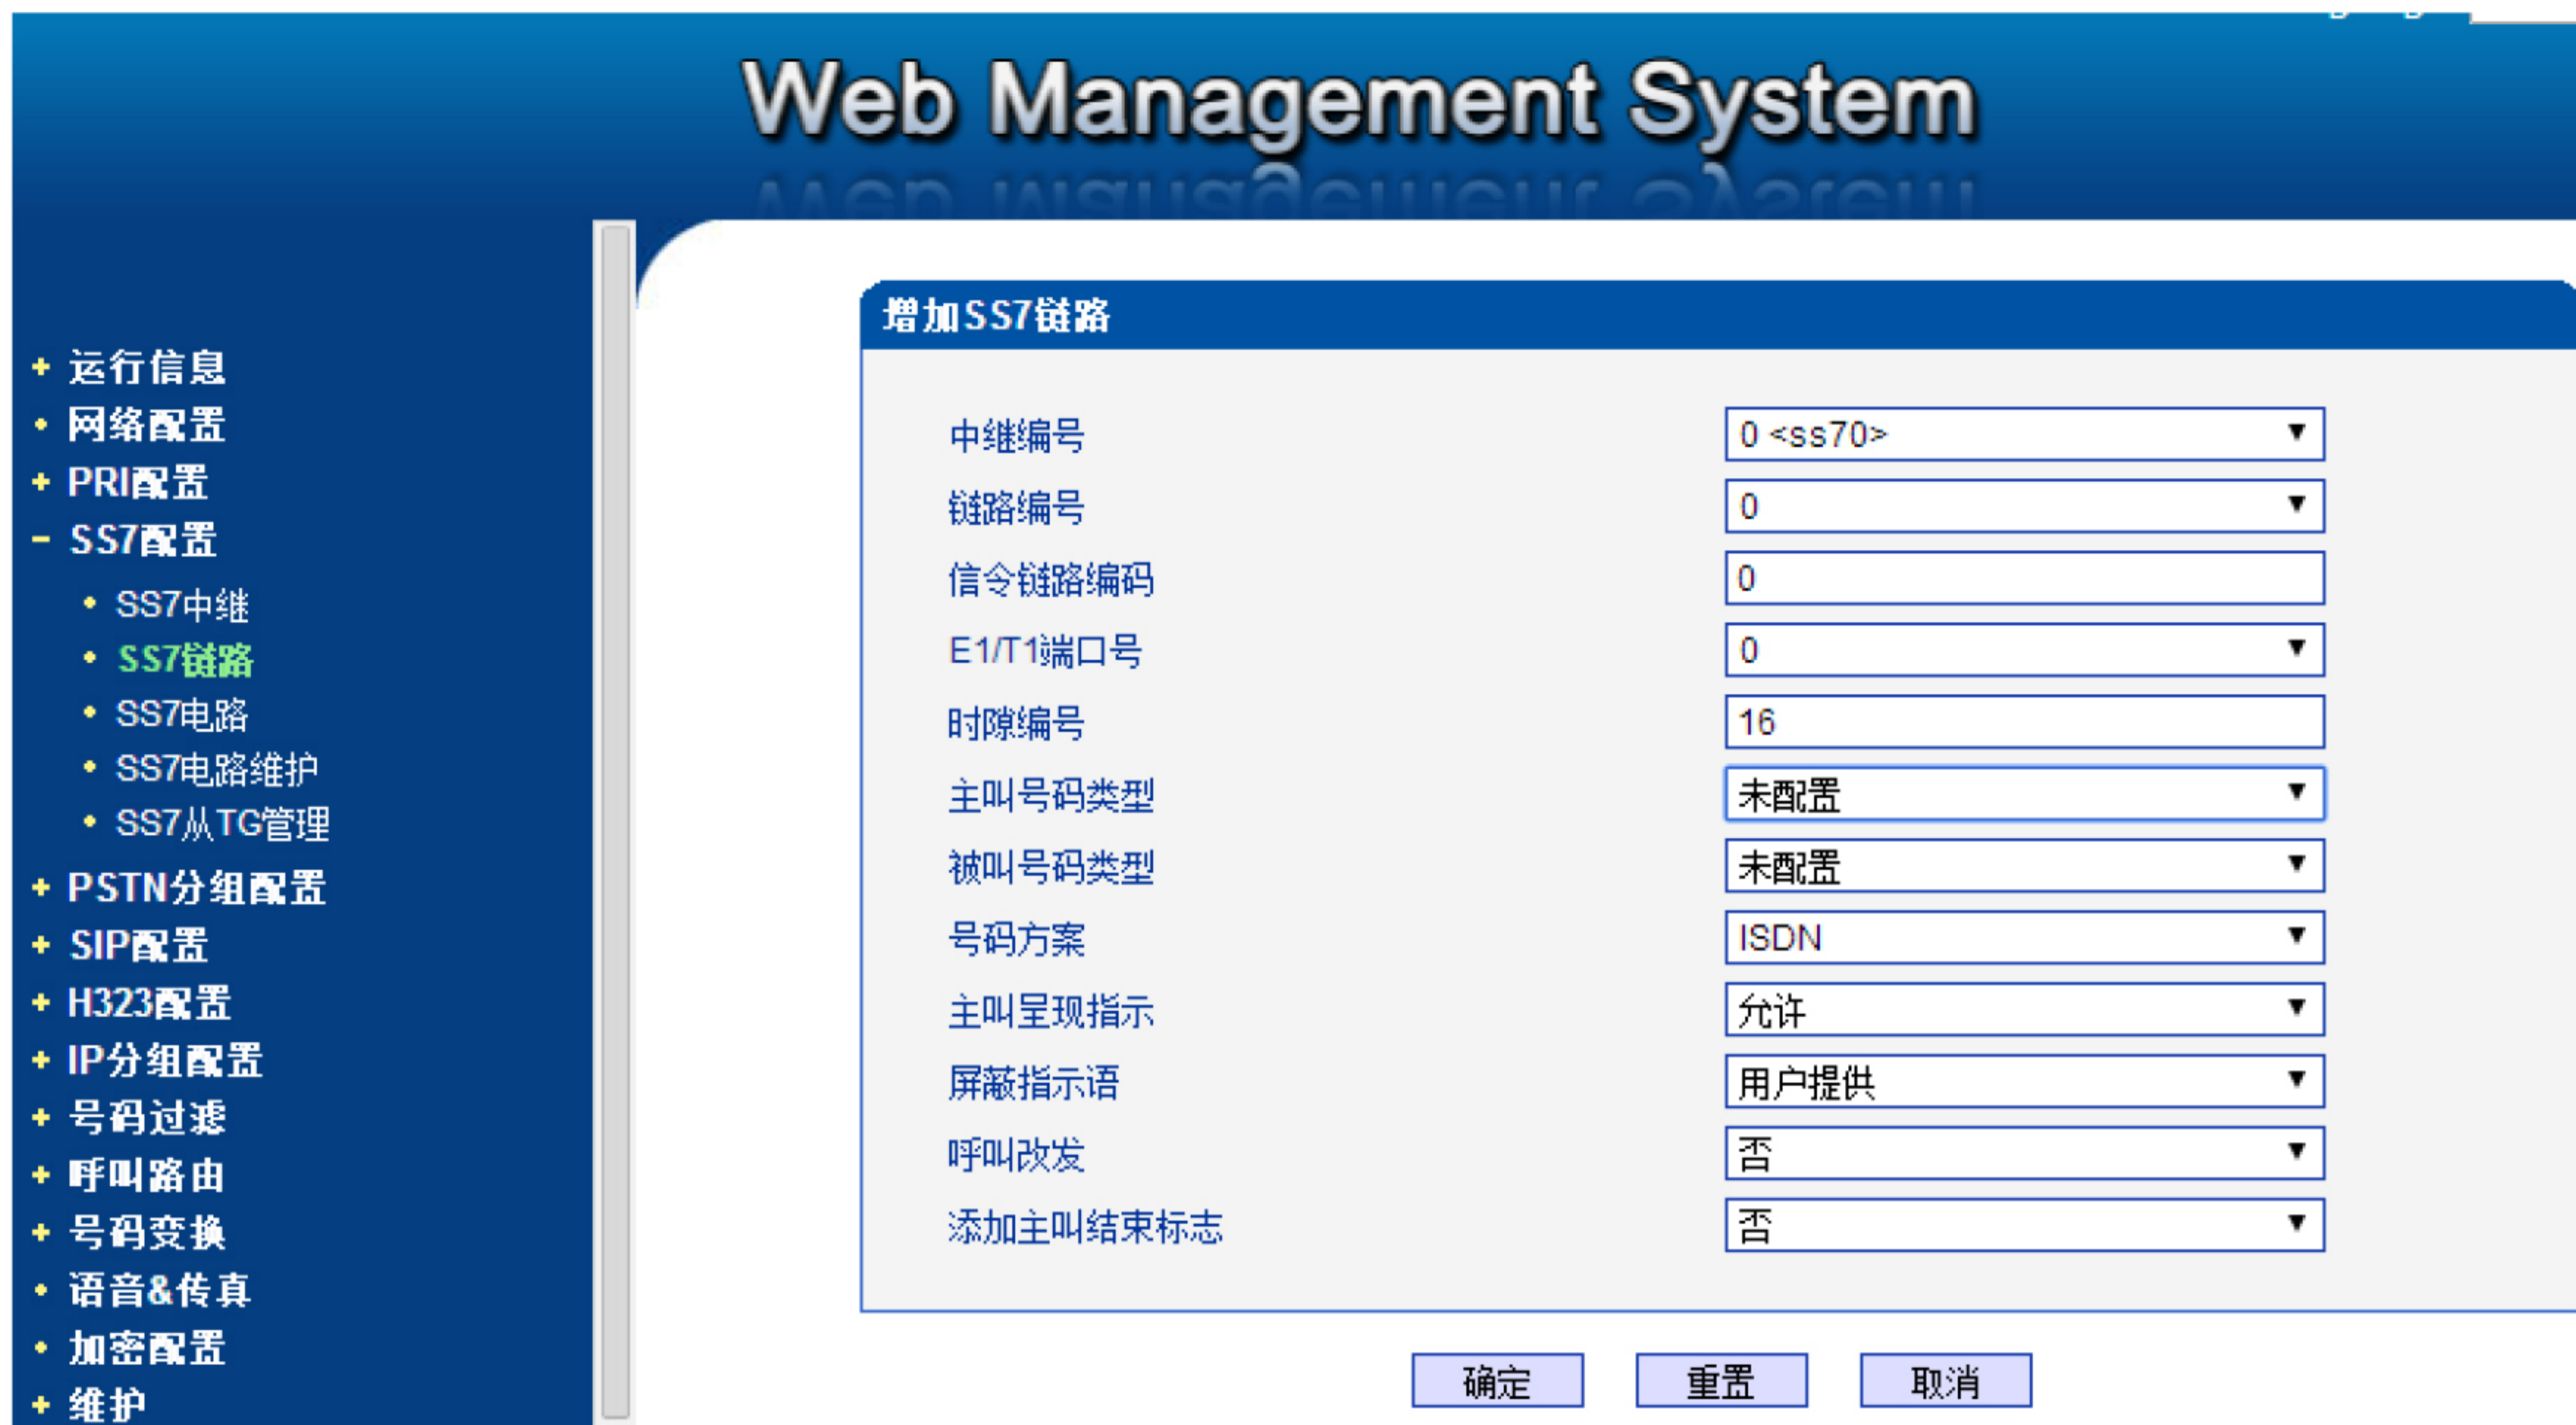 Web Management System
运行信息
网络配置
PRI配置
SS7配置
SS7中继
SS7链路
SS7电路
SS7电路维护
SS7从TG管理
PSTN分组配置
SIP配置
H323配置
IP分组配置
号码过滤
呼叫路由
号码变换
语音&传真
加密配置
维护
增加SS7链路
中继编号 0 <ss70>
链路编号 0
信令链路编码 0
E1/T1端口号 0
时隙编号 16
主叫号码类型 未配置
被叫号码类型 未配置
号码方案 ISDN
主叫呈现指示 允许
屏蔽指示语 用户提供
呼叫改发 否
添加主叫结束标志 否
确定 重置 取消